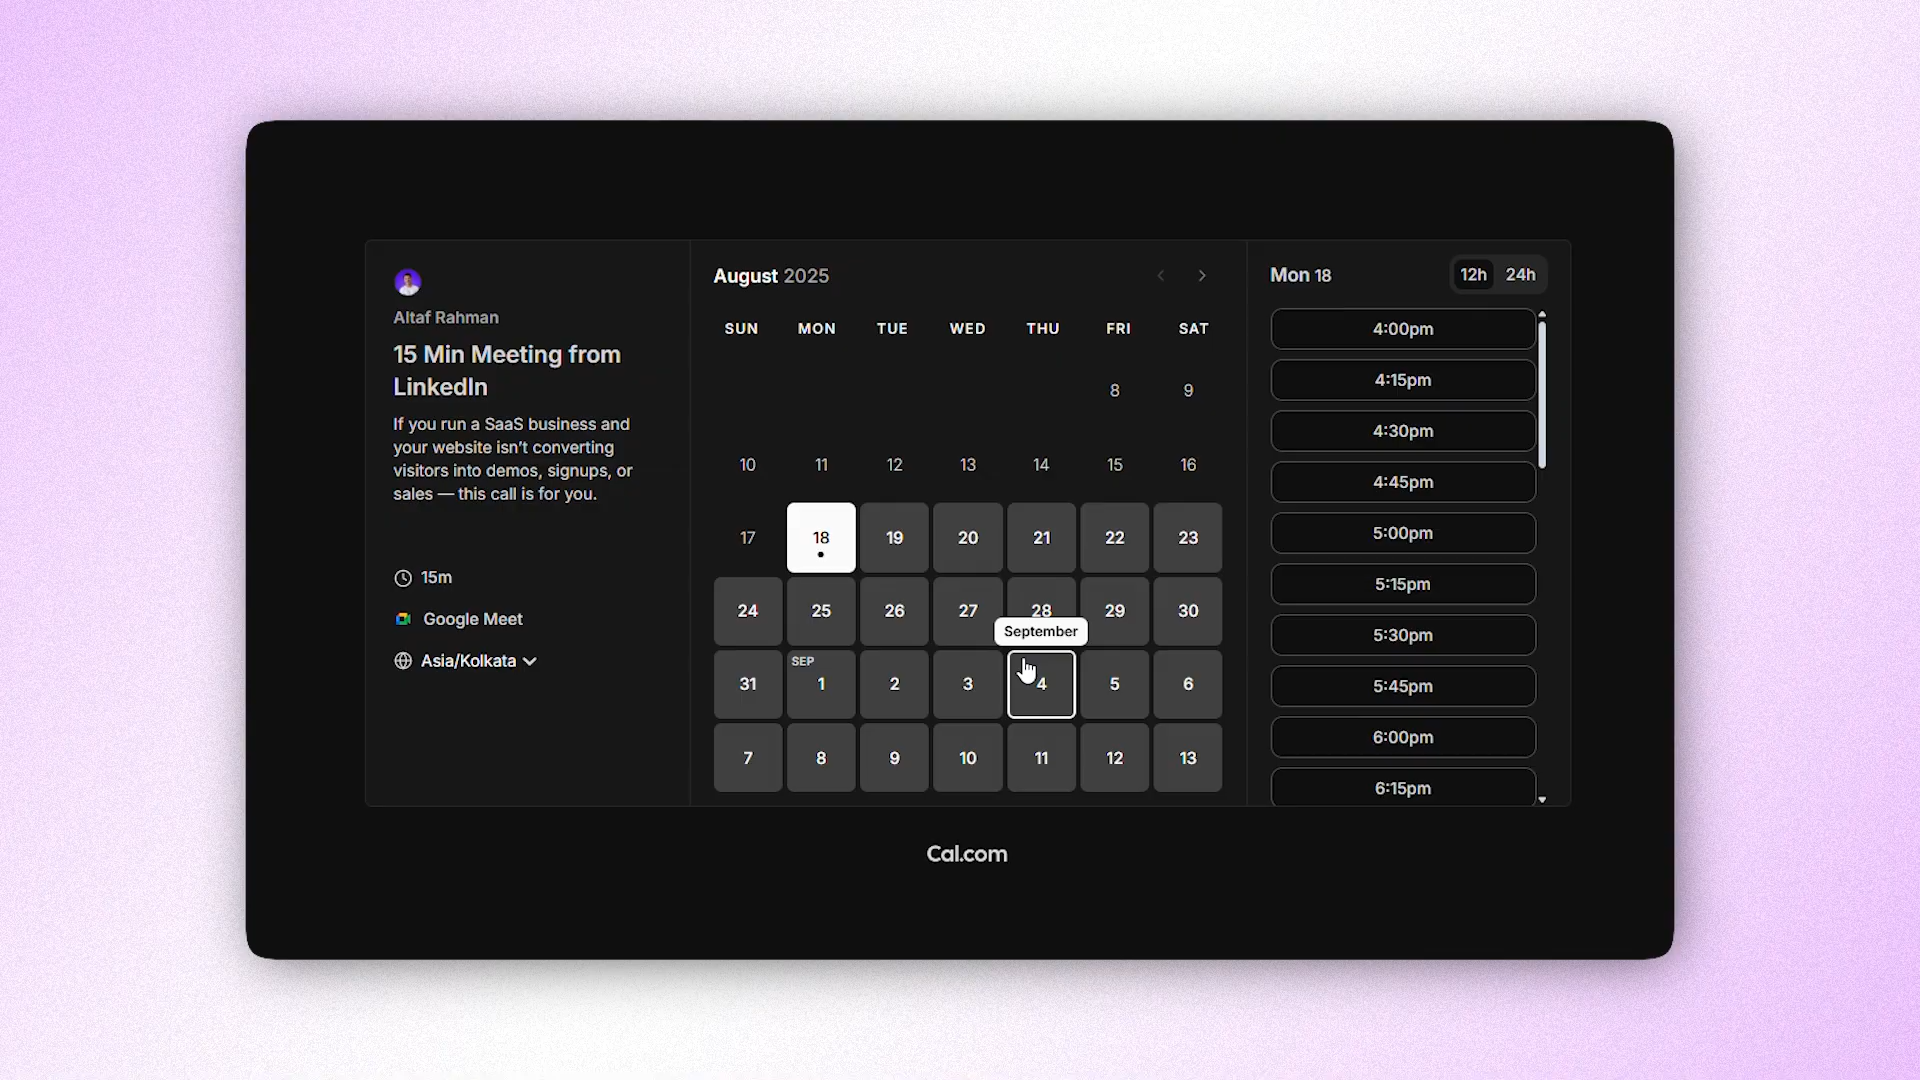 Altaf Rahman
15 Min Meeting from
LinkedIn
If you run a SaaS business and
your website isn't converting
visitors into demos, signups, or
sales — this call is for you.
15m
Google Meet
Asia/Kolkata
August 2025
SUN MON TUE WED THU FRI SAT
8 9
10 11 12 13 14 15 16
17 18 19 20 21 22 23
24 25 26 27 28 29 30
September
SEP
31 1 2 3 4 5 6
7 8 9 10 11 12 13
Mon 18
12h 24h
4:00pm
4:15pm
4:30pm
4:45pm
5:00pm
5:15pm
5:30pm
5:45pm
6:00pm
6:15pm
Cal.com